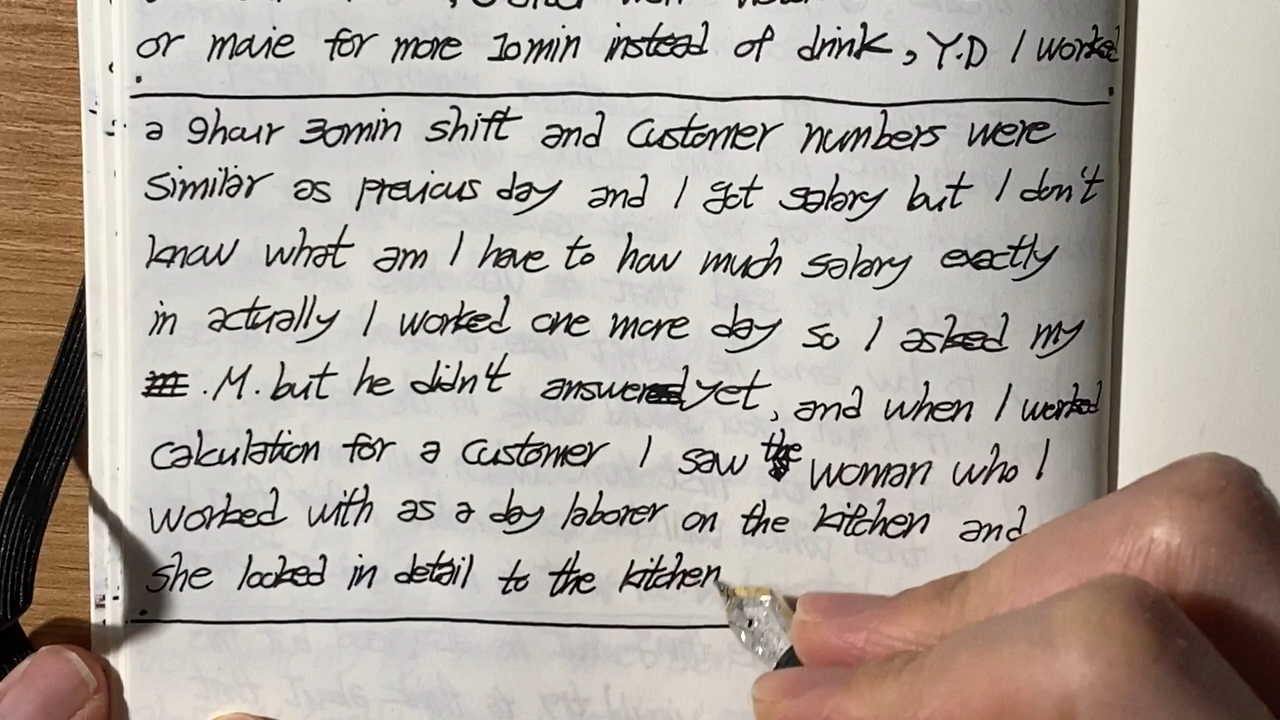 or mavie for more 10min instead of drink, Y.D I worked
a 9hour 30min shift and customer numbers were
similar as previous day and I got salary but I don't
know what am I have to how much salary exactly
in actually I worked one more day so I asked my
.M. but he didn't answer yet, and when I worked
calculation for a customer I saw the woman who I
worked with as a day laborer on the kitchen and
she looked in detail to the kitchen